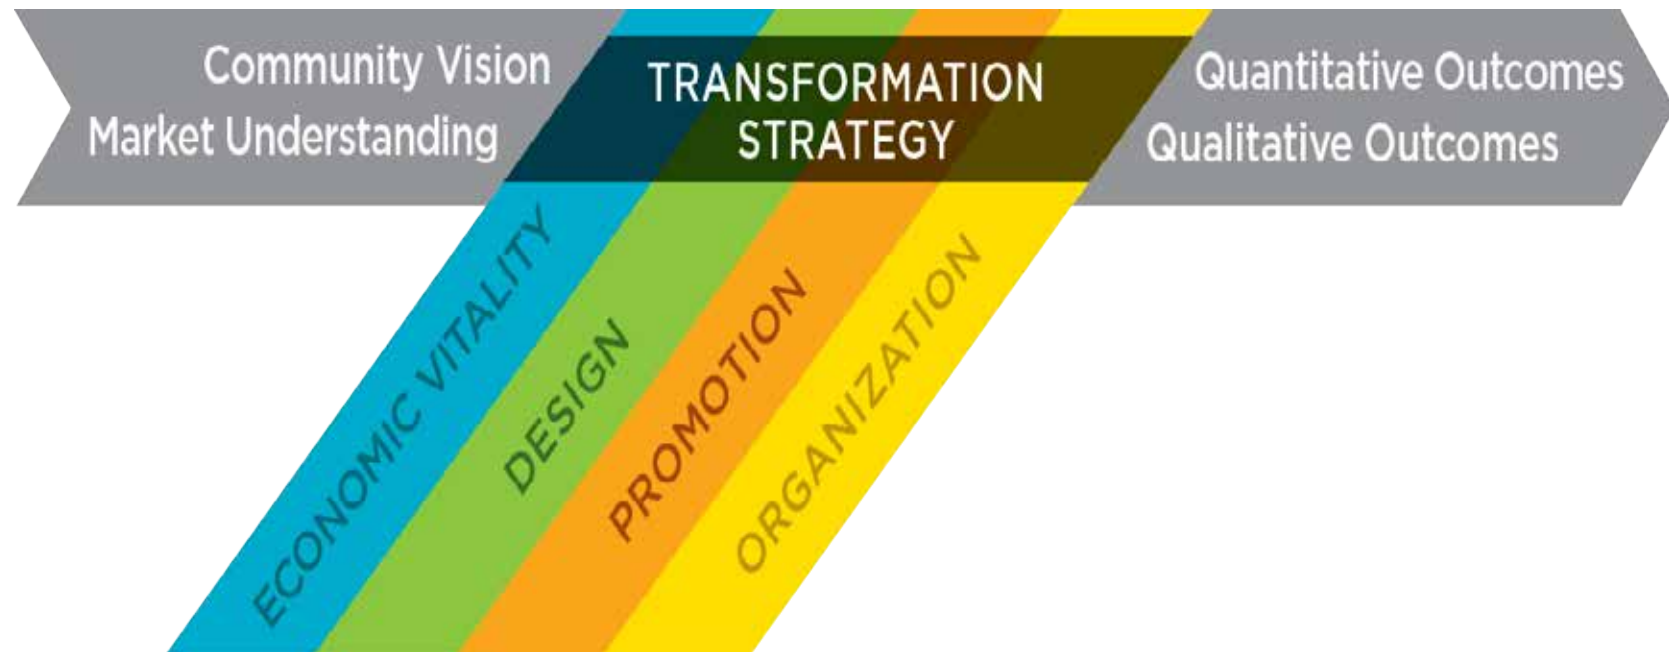 Community Vision
Market Understanding
TRANSFORMATION
STRATEGY
Quantitative Outcomes
Qualitative Outcomes
ECONOMIC VITALITY
DESIGN
PROMOTION
ORGANIZATION